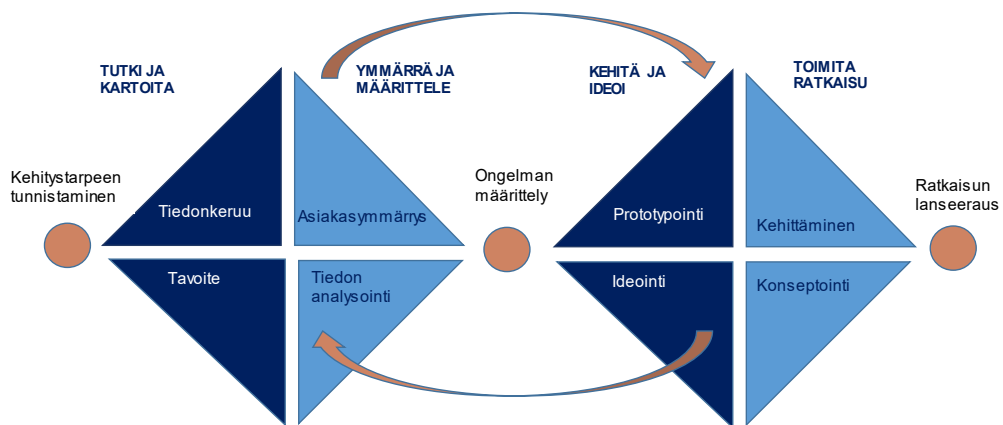 TUTKI JA
KARTOITA
YMMÄRRÄ JA
MÄÄRITTELE
KEHITÄ JA
IDEOI
TOIMITA
RATKAISU
Kehitystarpeen
tunnistaminen
Tiedonkeruu
Asiakasymmärrys
Ongelman
määrittely
Prototypointi
Kehittäminen
Ratkaisun
lanseeraus
Tavoite
Tiedon
analysointi
Ideointi
Konseptointi